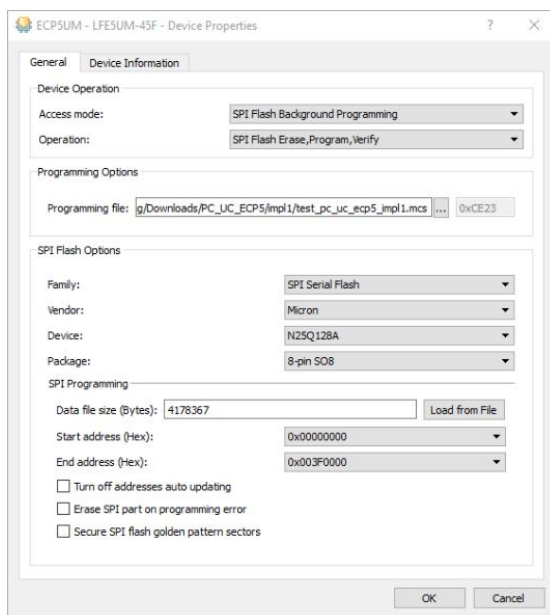 ECP5UM - LFE5UM-45F - Device Properties
General Device Information
Device Operation
Access mode: SPI Flash Background Programming
Operation: SPI Flash Erase,Program,Verify
Programming Options
Programming file: g/Downloads/PC_UC_ECP5/impl1/test_pc_uc_ecp5_impl1.mcs ... 0xCE23
SPI Flash Options
Family: SPI Serial Flash
Vendor: Micron
Device: N25Q128A
Package: 8-pin SO8
SPI Programming
Data file size (Bytes): 4178367 Load from File
Start address (Hex): 0x00000000
End address (Hex): 0x003F0000
Turn off addresses auto updating
Erase SPI part on programming error
Secure SPI flash golden pattern sectors
OK Cancel